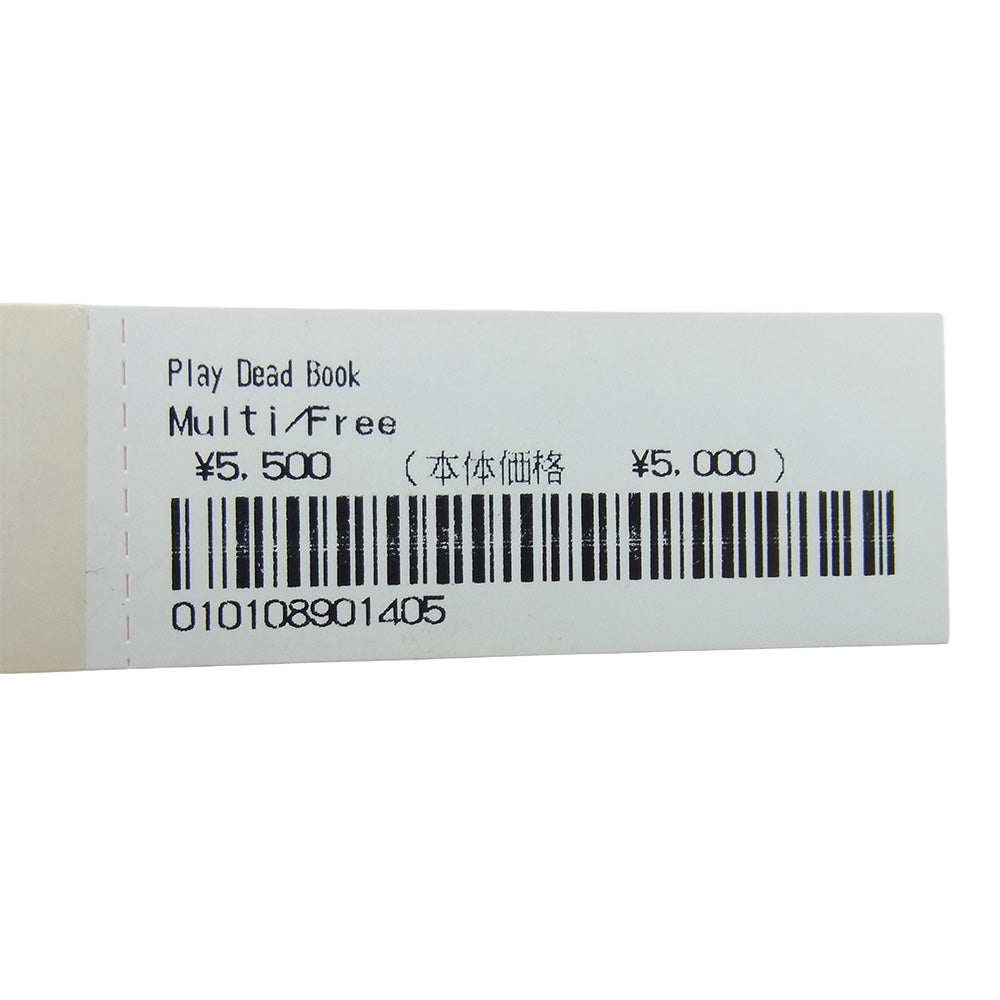 Play Dead Book
Multi/Free
¥5,500 (本体価格 ¥5,000)
010108901405